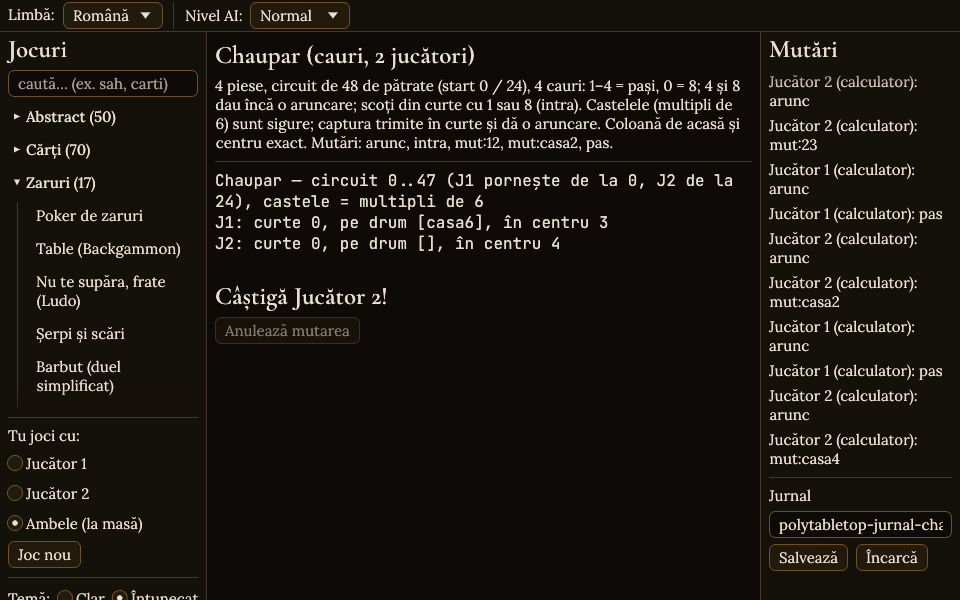 Limbă: Română Nivel AI: Normal
Jocuri
caută... (ex. sah, carti)
Abstract (50)
Cărți (70)
Zaruri (17)
Poker de zaruri
Table (Backgammon)
Nu te supăra, frate
(Ludo)
Șerpi și scări
Barbut (duel
simplificat)
Tu joci cu:
Jucător 1
Jucător 2
Ambele (la masă)
Joc nou
Temă: Clar Întunecat
Chaupar (cauri, 2 jucători)
4 piese, circuit de 48 de pătrate (start 0 / 24), 4 cauri: 1–4 = pași, 0 = 8; 4 și 8
dau încă o aruncare; scoți din curte cu 1 sau 8 (intra). Castelele (multipli de
6) sunt sigure; captura trimite în curte și dă o aruncare. Coloană de acasă și
centru exact. Mutări: arunc, intra, mut:12, mut:casa2, pas.
Chaupar — circuit 0..47 (J1 pornește de la 0, J2 de la
24), castele = multipli de 6
J1: curte 0, pe drum [casa6], în centru 3
J2: curte 0, pe drum [], în centru 4
Câștigă Jucător 2!
Anulează mutarea
Mutări
Jucător 2 (calculator):
arunc
Jucător 2 (calculator):
mut:23
Jucător 1 (calculator):
arunc
Jucător 1 (calculator): pas
Jucător 2 (calculator):
arunc
Jucător 2 (calculator):
mut:casa2
Jucător 1 (calculator):
arunc
Jucător 1 (calculator): pas
Jucător 2 (calculator):
arunc
Jucător 2 (calculator):
mut:casa4
Jurnal
polytabletop-jurnal-cha
Salvează Încarcă